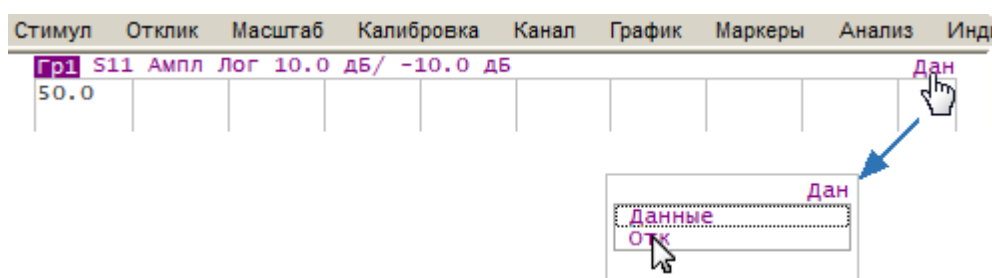 Стимул Отклик Масштаб Калибровка Канал График Маркеры Анализ
Гр1 S11 Ампл Лог 10.0 дБ/ -10.0 дБ Дан
50.0
Дан
Данные
Отк